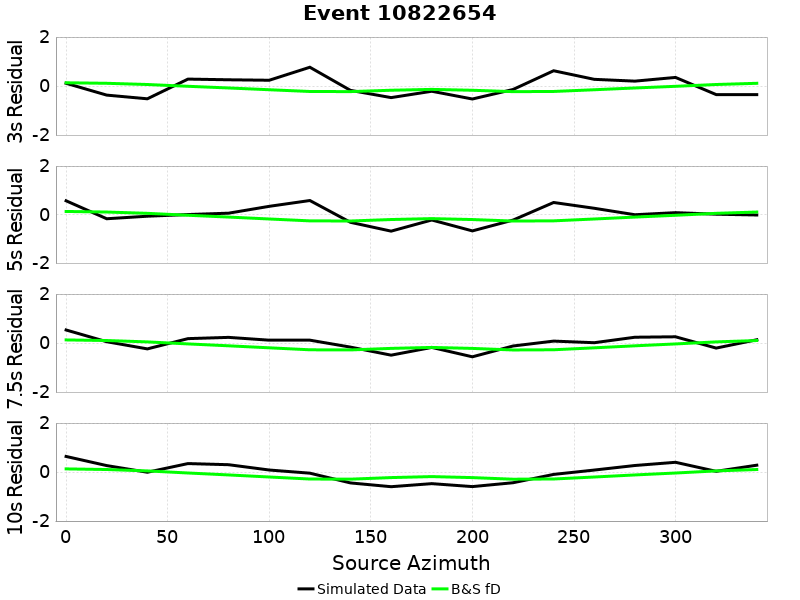 Event 10822654
3s Residual
2
0
-2
5s Residual
2
0
-2
7.5s Residual
2
0
-2
10s Residual
2
0
-2
0 50 100 150 200 250 300
Source Azimuth
Simulated Data B&S fD